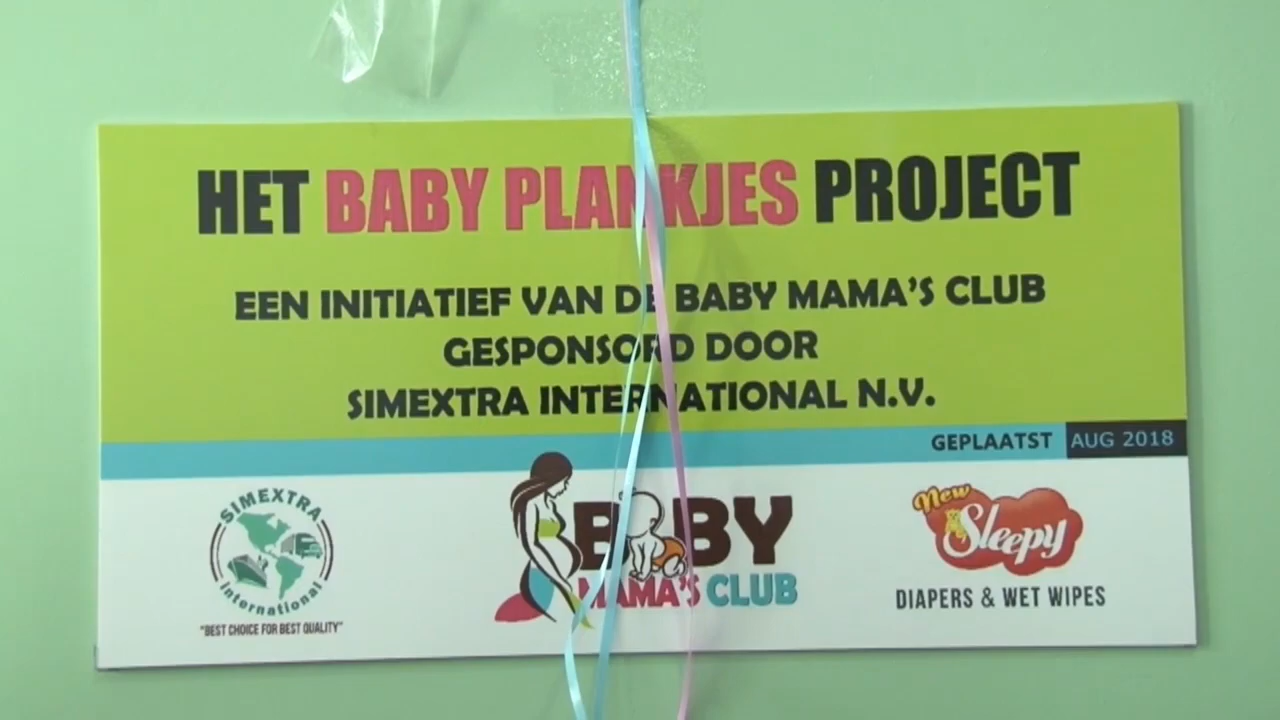 HET BABY PLANKJES PROJECT
EEN INITIATIEF VAN DE BABY MAMA'S CLUB
GESPONSORD DOOR
SIMEXTRA INTERNATIONAL N.V.
GEPLAATST AUG 2018
SIMEXTRA
International
"BEST CHOICE FOR BEST QUALITY"
BABY
MAMA'S CLUB
New
Sleepy
DIAPERS & WET WIPES